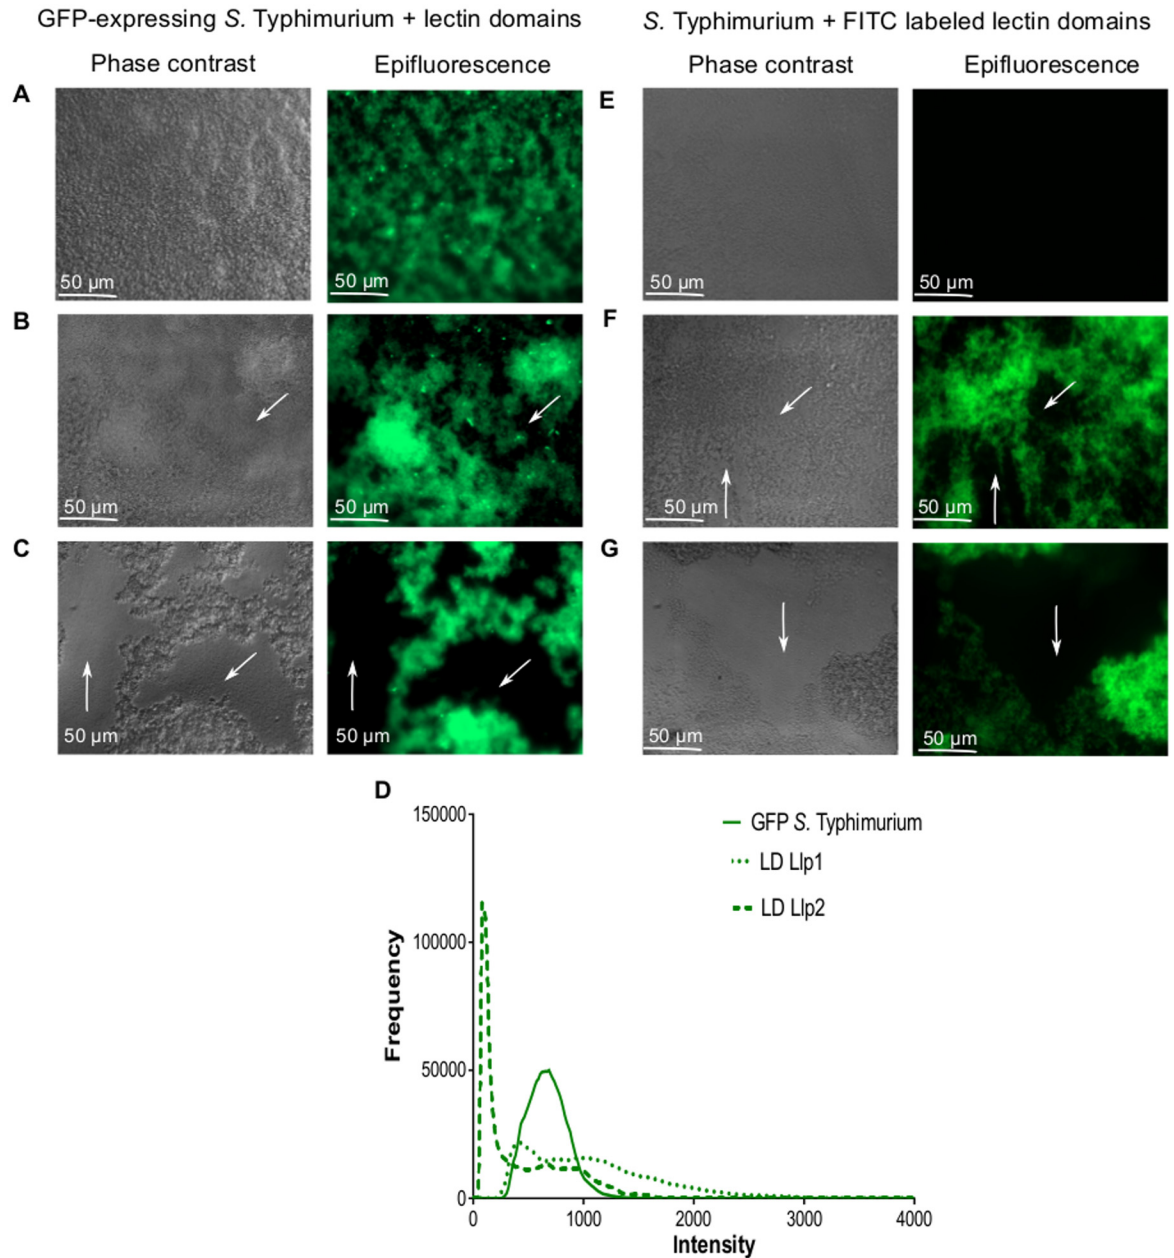 GFP-expressing S. Typhimurium + lectin domains
S. Typhimurium + FITC labeled lectin domains
Phase contrast
Epifluorescence
Phase contrast
Epifluorescence
A
50 µm
50 µm
E
50 µm
50 µm
B
50 µm
50 µm
F
50 µm
50 µm
C
50 µm
50 µm
G
50 µm
50 µm
D
150000
100000
50000
0
Frequency
GFP S. Typhimurium
LD Llp1
LD Llp2
0
1000
2000
3000
4000
Intensity